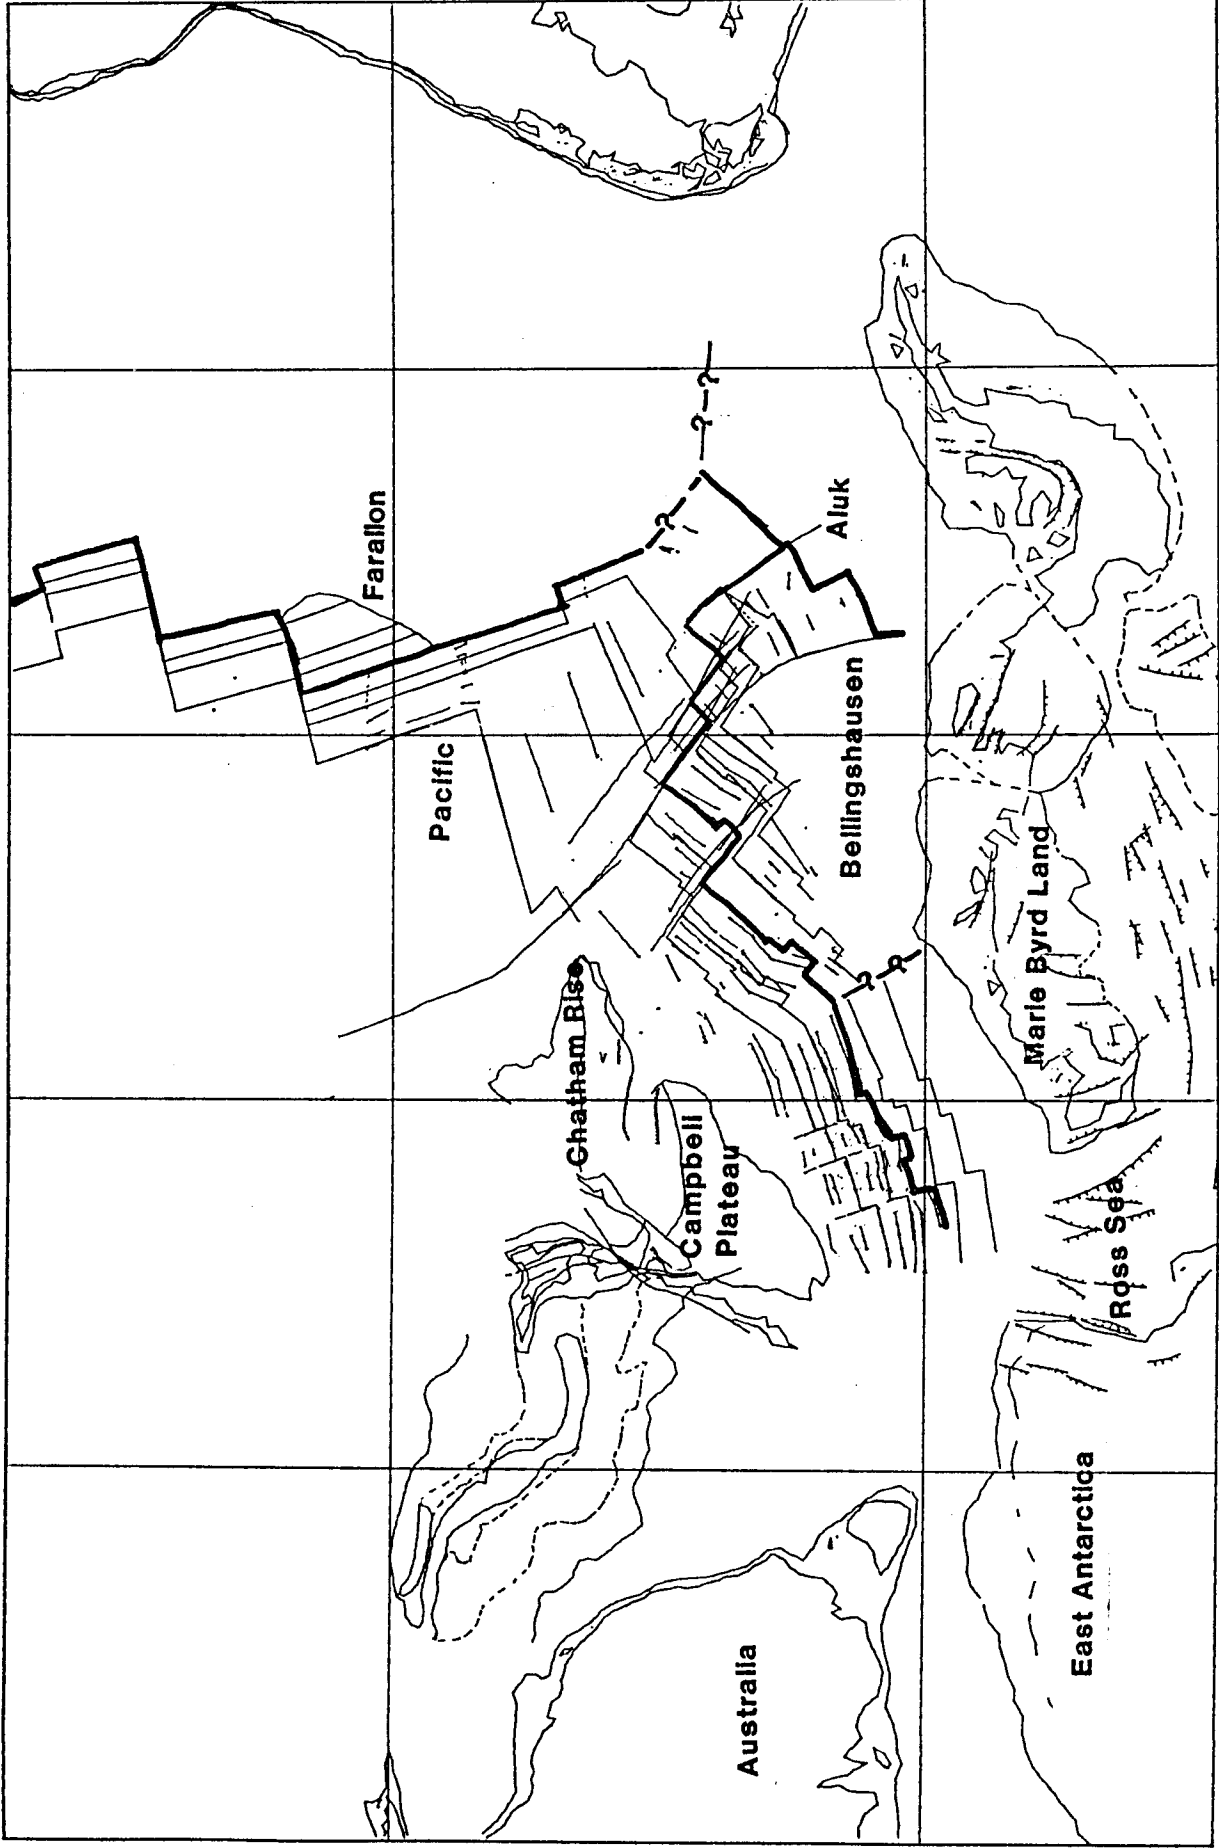 Farallon
Pacific
Aluk
?
?
?
Bellingshausen
Chatham Rise
Campbell
Plateau
?
?
Marie Byrd Land
Ross Sea
Australia
East Antarctica